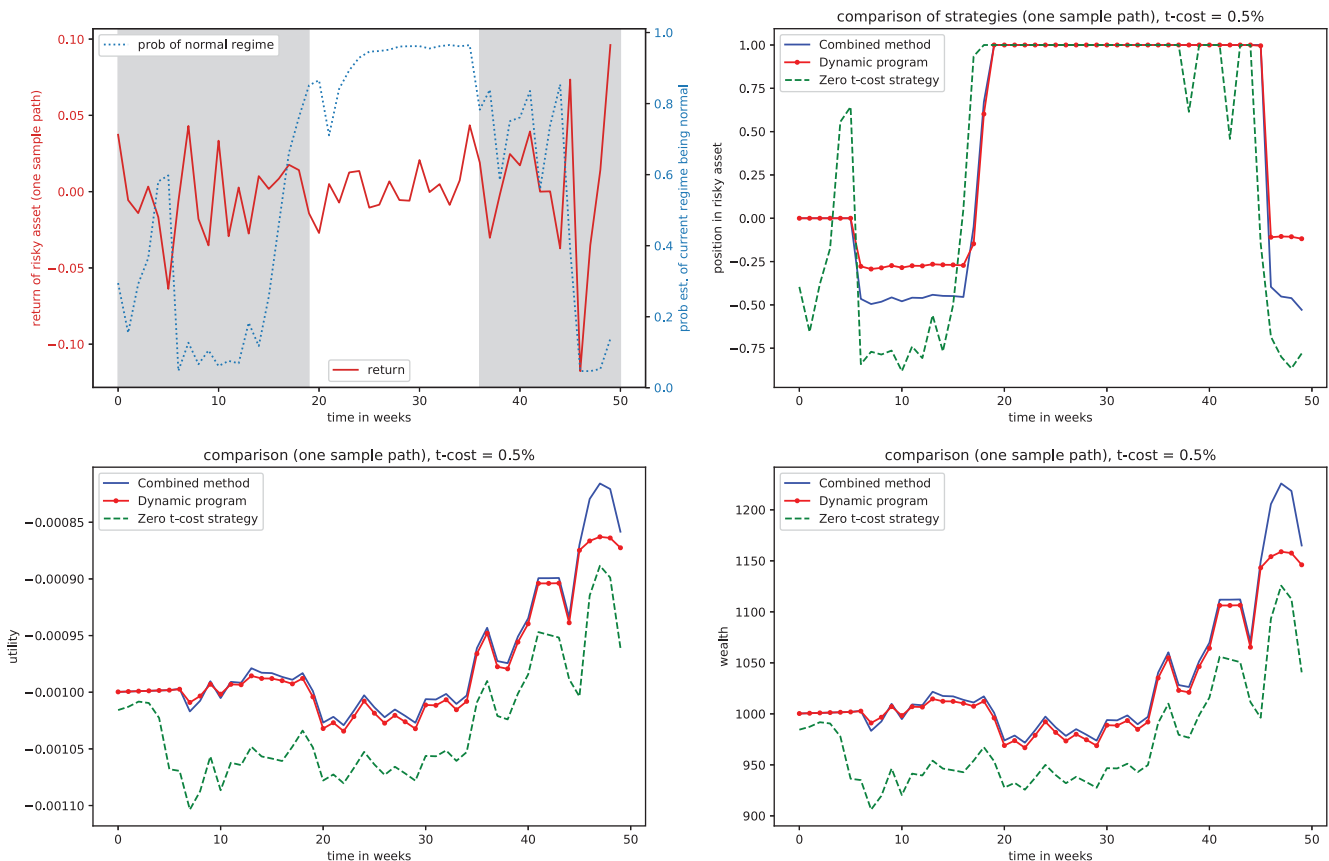 0.10
0.05
0.00
−0.05
−0.10
return of risky asset (one sample path)
prob of normal regime
return
1.0
0.8
0.6
0.4
0.2
0.0
prob est. of current regime being normal
0 10 20 30 40 50
time in weeks
comparison of strategies (one sample path), t-cost = 0.5%
Combined method
Dynamic program
Zero t-cost strategy
1.00
0.75
0.50
0.25
0.00
−0.25
−0.50
−0.75
position in risky asset
0 10 20 30 40 50
time in weeks
comparison (one sample path), t-cost = 0.5%
Combined method
Dynamic program
Zero t-cost strategy
−0.00085
−0.00090
−0.00095
−0.00100
−0.00105
−0.00110
utility
0 10 20 30 40 50
time in weeks
comparison (one sample path), t-cost = 0.5%
Combined method
Dynamic program
Zero t-cost strategy
1200
1150
1100
1050
1000
950
900
wealth
0 10 20 30 40 50
time in weeks